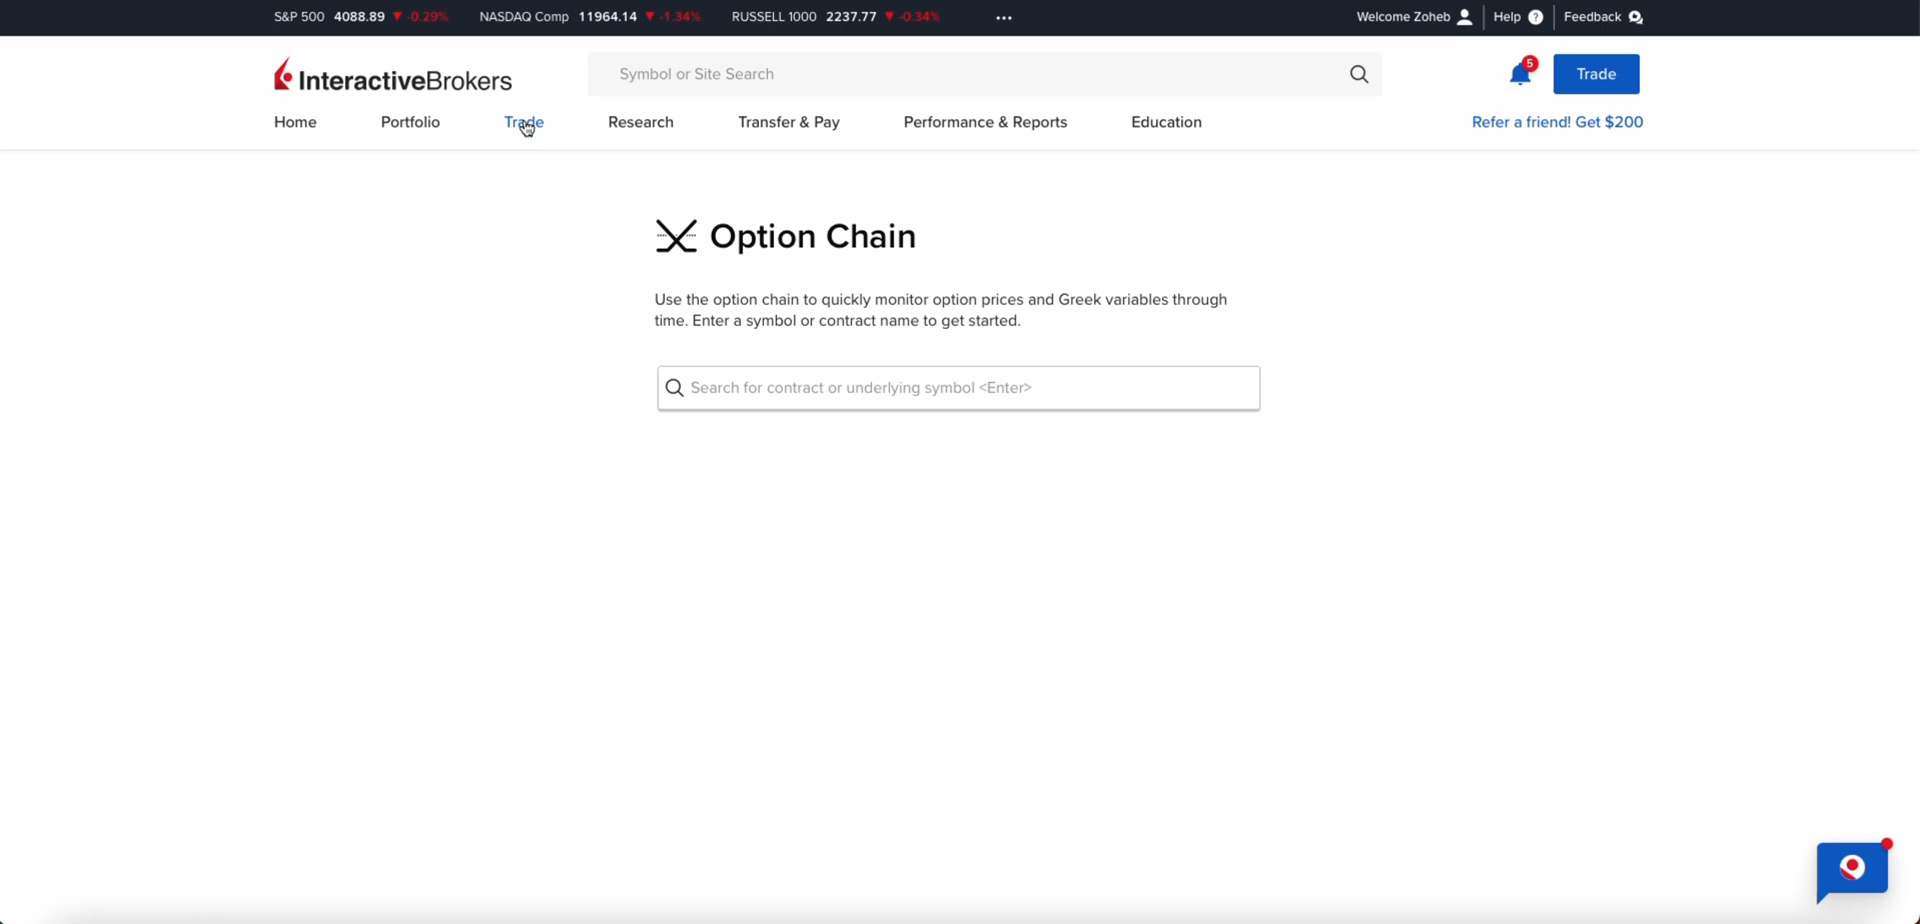 S&P 500 4088.89 ▼ -0.29% NASDAQ Comp 11964.14 ▼ -1.34% RUSSELL 1000 2237.77 ▼ -0.34% ••• Welcome Zoheb Help ? Feedback
InteractiveBrokers Symbol or Site Search 5 Trade
Home Portfolio Trade Research Transfer & Pay Performance & Reports Education Refer a friend! Get $200
Option Chain
Use the option chain to quickly monitor option prices and Greek variables through
time. Enter a symbol or contract name to get started.
Search for contract or underlying symbol <Enter>